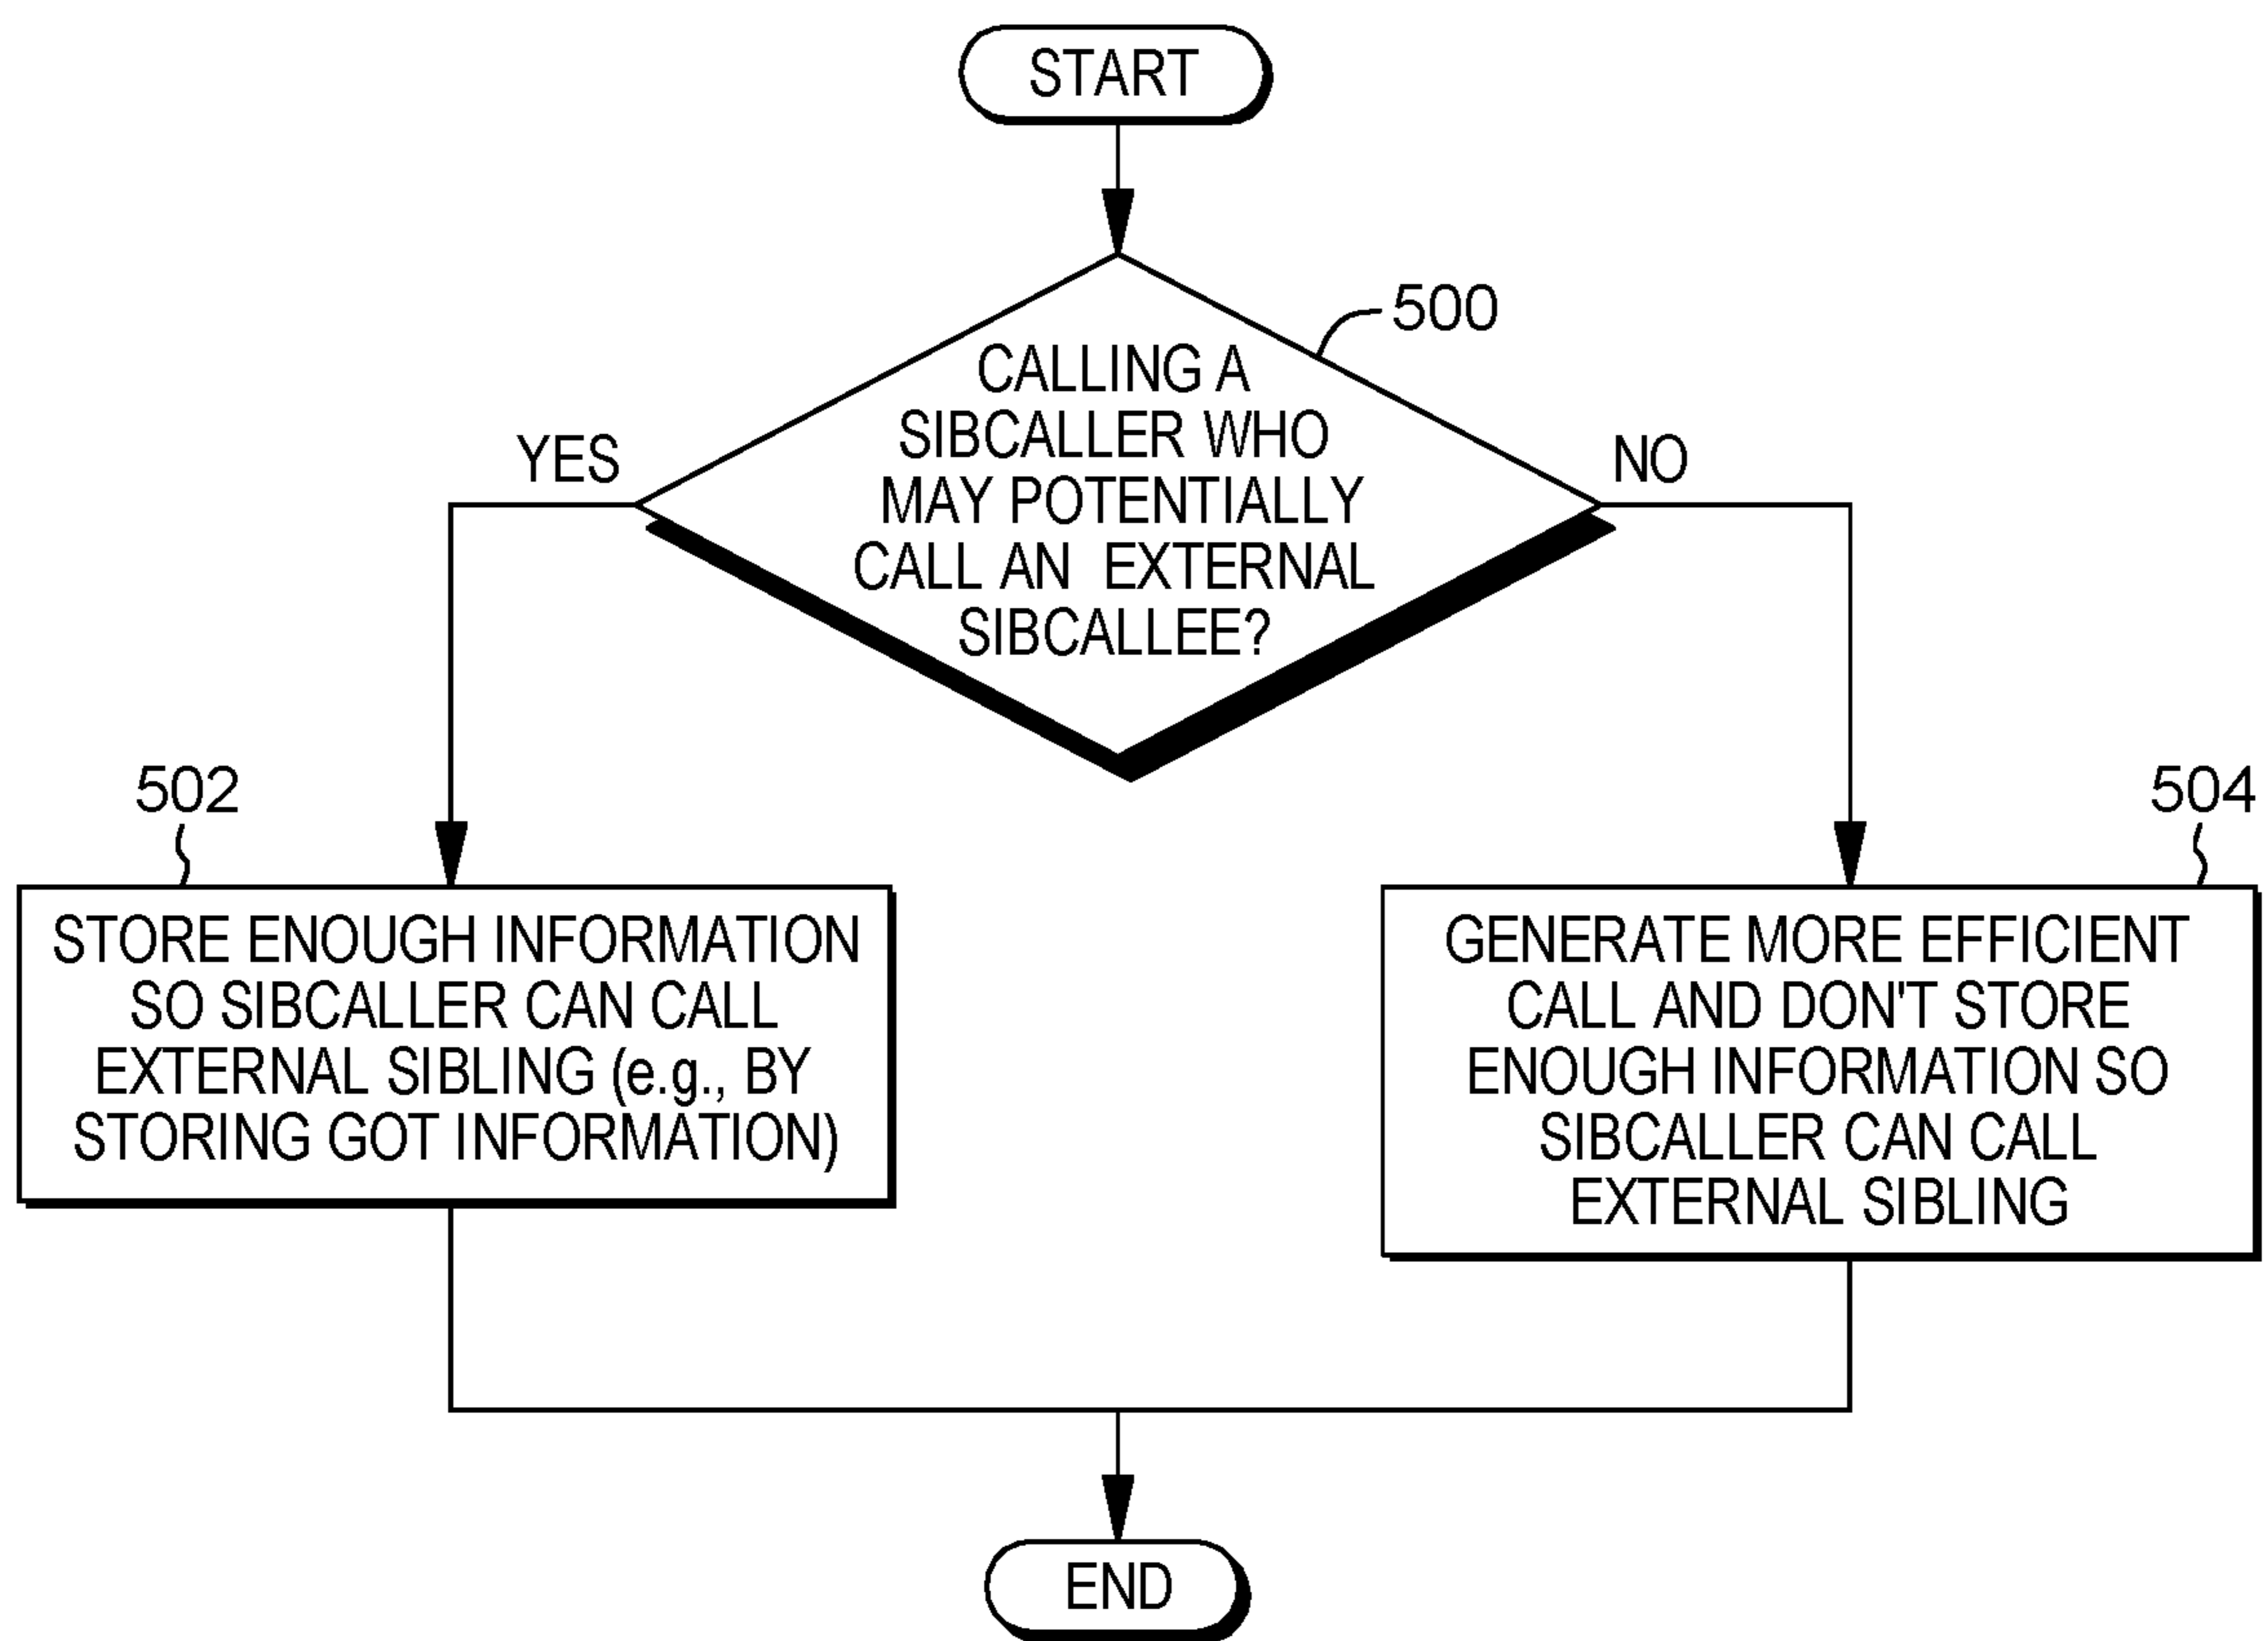 START
500
CALLING A
SIBCALLER WHO
MAY POTENTIALLY
CALL AN EXTERNAL
SIBCALLEE?
YES
NO
502
STORE ENOUGH INFORMATION
SO SIBCALLER CAN CALL
EXTERNAL SIBLING (e.g., BY
STORING GOT INFORMATION)
504
GENERATE MORE EFFICIENT
CALL AND DON'T STORE
ENOUGH INFORMATION SO
SIBCALLER CAN CALL
EXTERNAL SIBLING
END